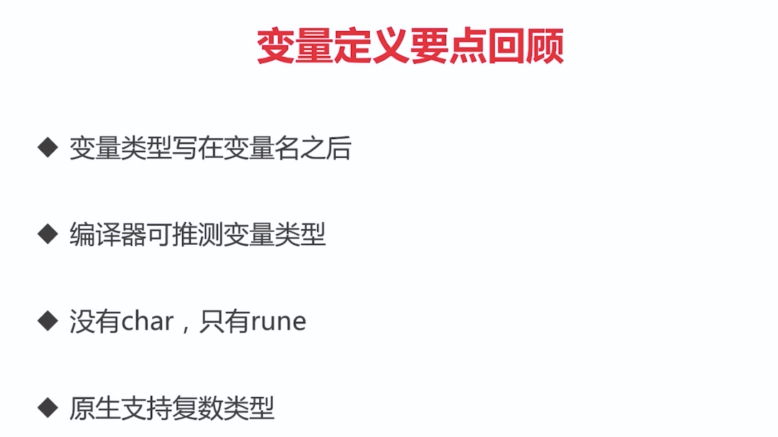 变量定义要点回顾
◆ 变量类型写在变量名之后
◆ 编译器可推测变量类型
◆ 没有char，只有rune
◆ 原生支持复数类型